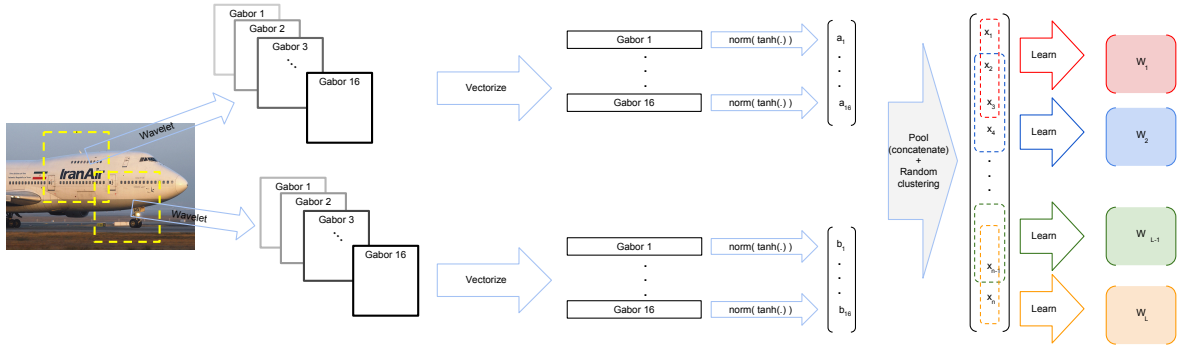 IranAir
Wavelet
Gabor 1
Gabor 2
Gabor 3
Gabor 16
Vectorize
Gabor 1
norm( tanh(.) )
Gabor 16
norm( tanh(.) )
a1
a16
Wavelet
Gabor 1
Gabor 2
Gabor 3
Gabor 16
Vectorize
Gabor 1
norm( tanh(.) )
Gabor 16
norm( tanh(.) )
b1
b16
Pool
(concatenate)
+
Random
clustering
x1
x2
x3
x4
xn-1
xn
Learn
W1
Learn
W2
Learn
W L-1
Learn
WL